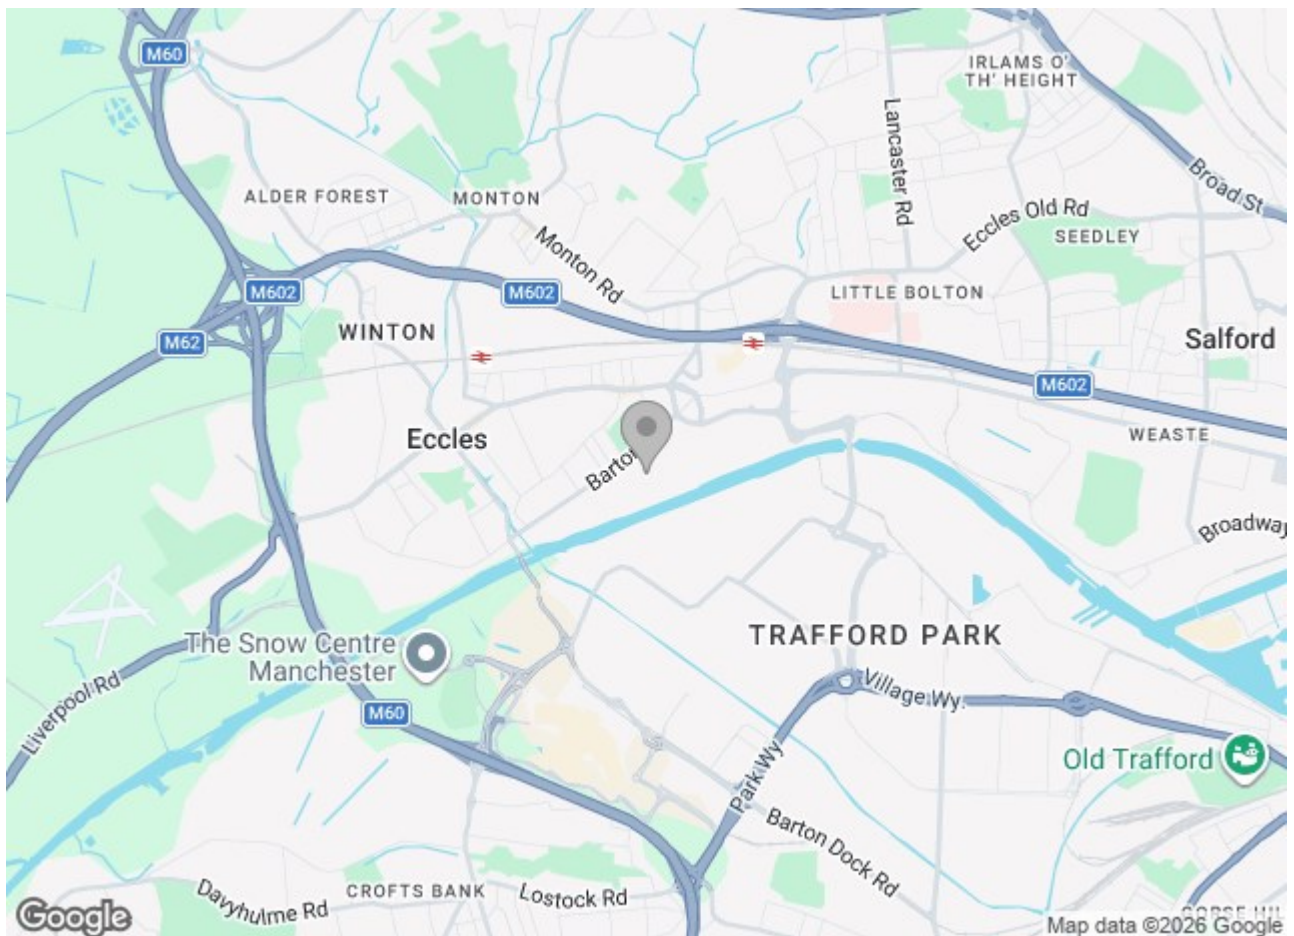 M60
IRLAMS O'
TH' HEIGHT
Lancaster Rd
Broad St
ALDER FOREST
MONTON
Eccles Old Rd
SEEDLEY
Monton Rd
M602
M602
LITTLE BOLTON
M62
WINTON
Salford
M602
Eccles
WEASTE
Barto
Broadway
TRAFFORD PARK
The Snow Centre
Manchester
Liverpool Rd
M60
Village Wy.
Old Trafford
Park Wy
Barton Dock Rd
Davyhulme Rd
CROFTS BANK
Lostock Rd
Google
Map data ©2026 Google